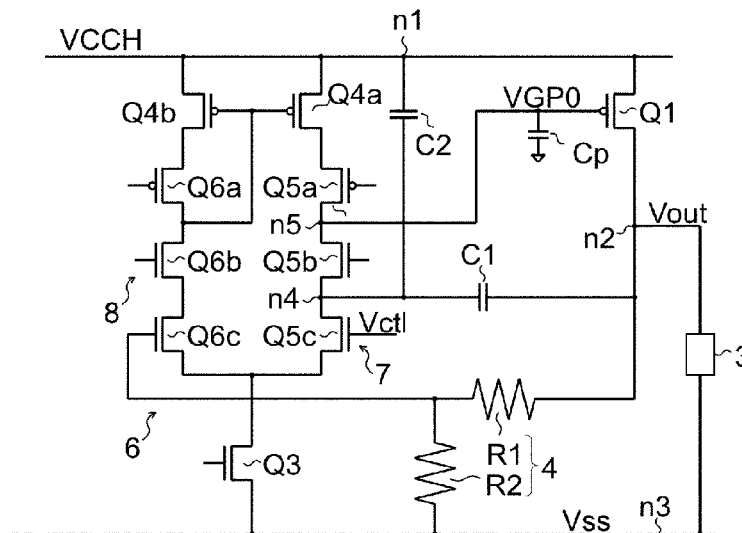 n1
VCCH
Q4b
Q4a
VGP0
Q1
C2
Cp
Q6a
Q5a
n5
Vout
n2
Q6b
Q5b
C1
8
n4
Q6c
Q5c
Vctl
7
3
6
Q3
R1
R2
4
Vss
n3